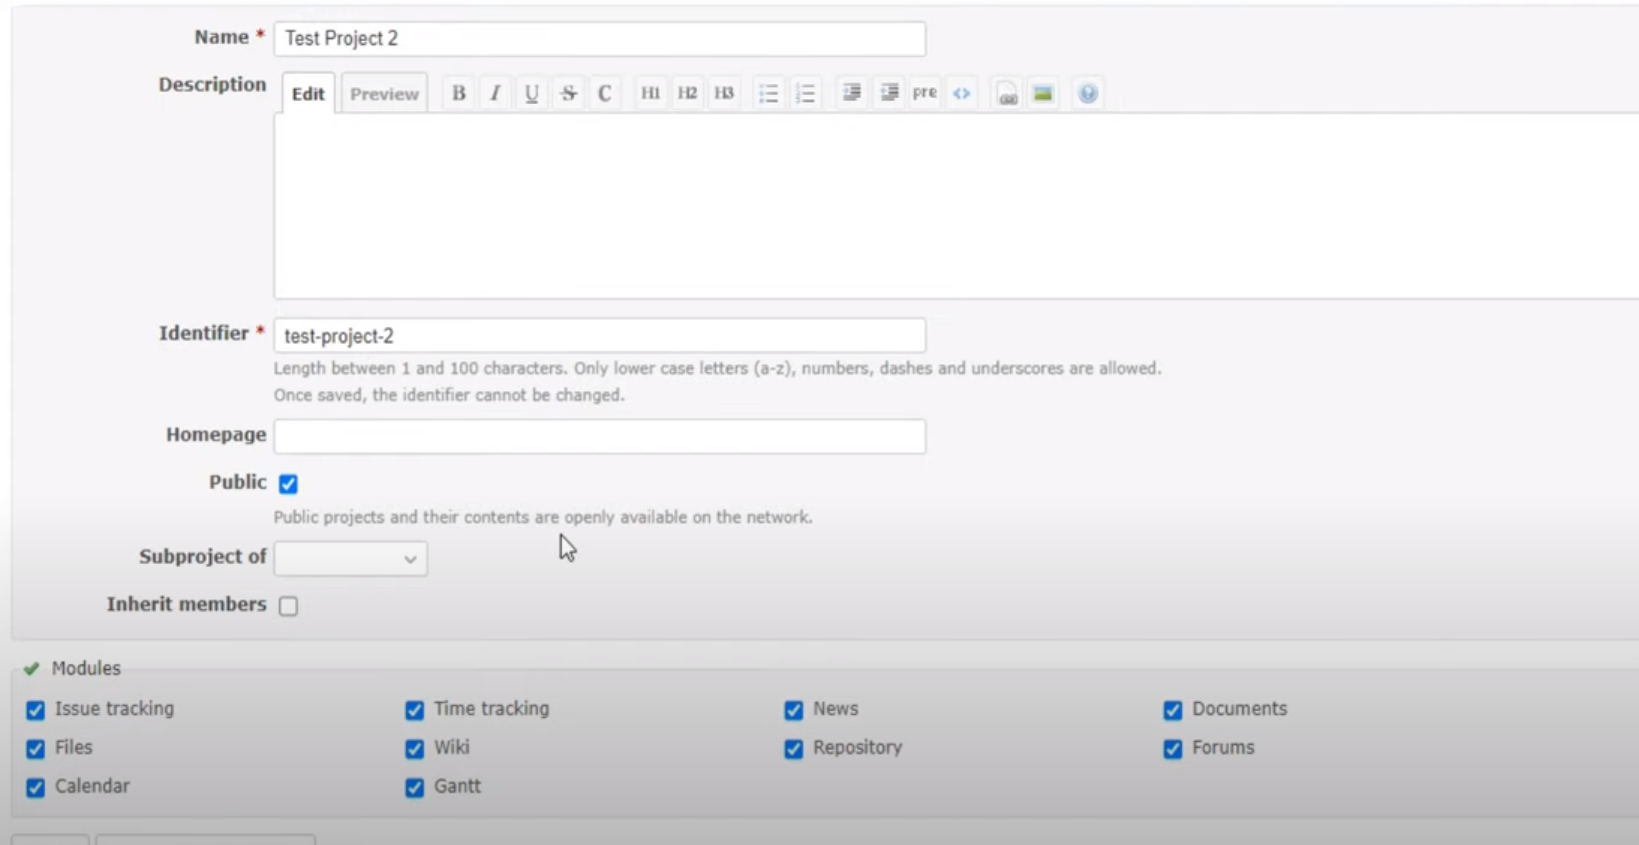 Name * Test Project 2
Description Edit Preview B I U S C H1 H2 H3 pre <>
Identifier * test-project-2
Length between 1 and 100 characters. Only lower case letters (a-z), numbers, dashes and underscores are allowed.
Once saved, the identifier cannot be changed.
Homepage
Public
Public projects and their contents are openly available on the network.
Subproject of
Inherit members
Modules
Issue tracking Time tracking News Documents
Files Wiki Repository Forums
Calendar Gantt